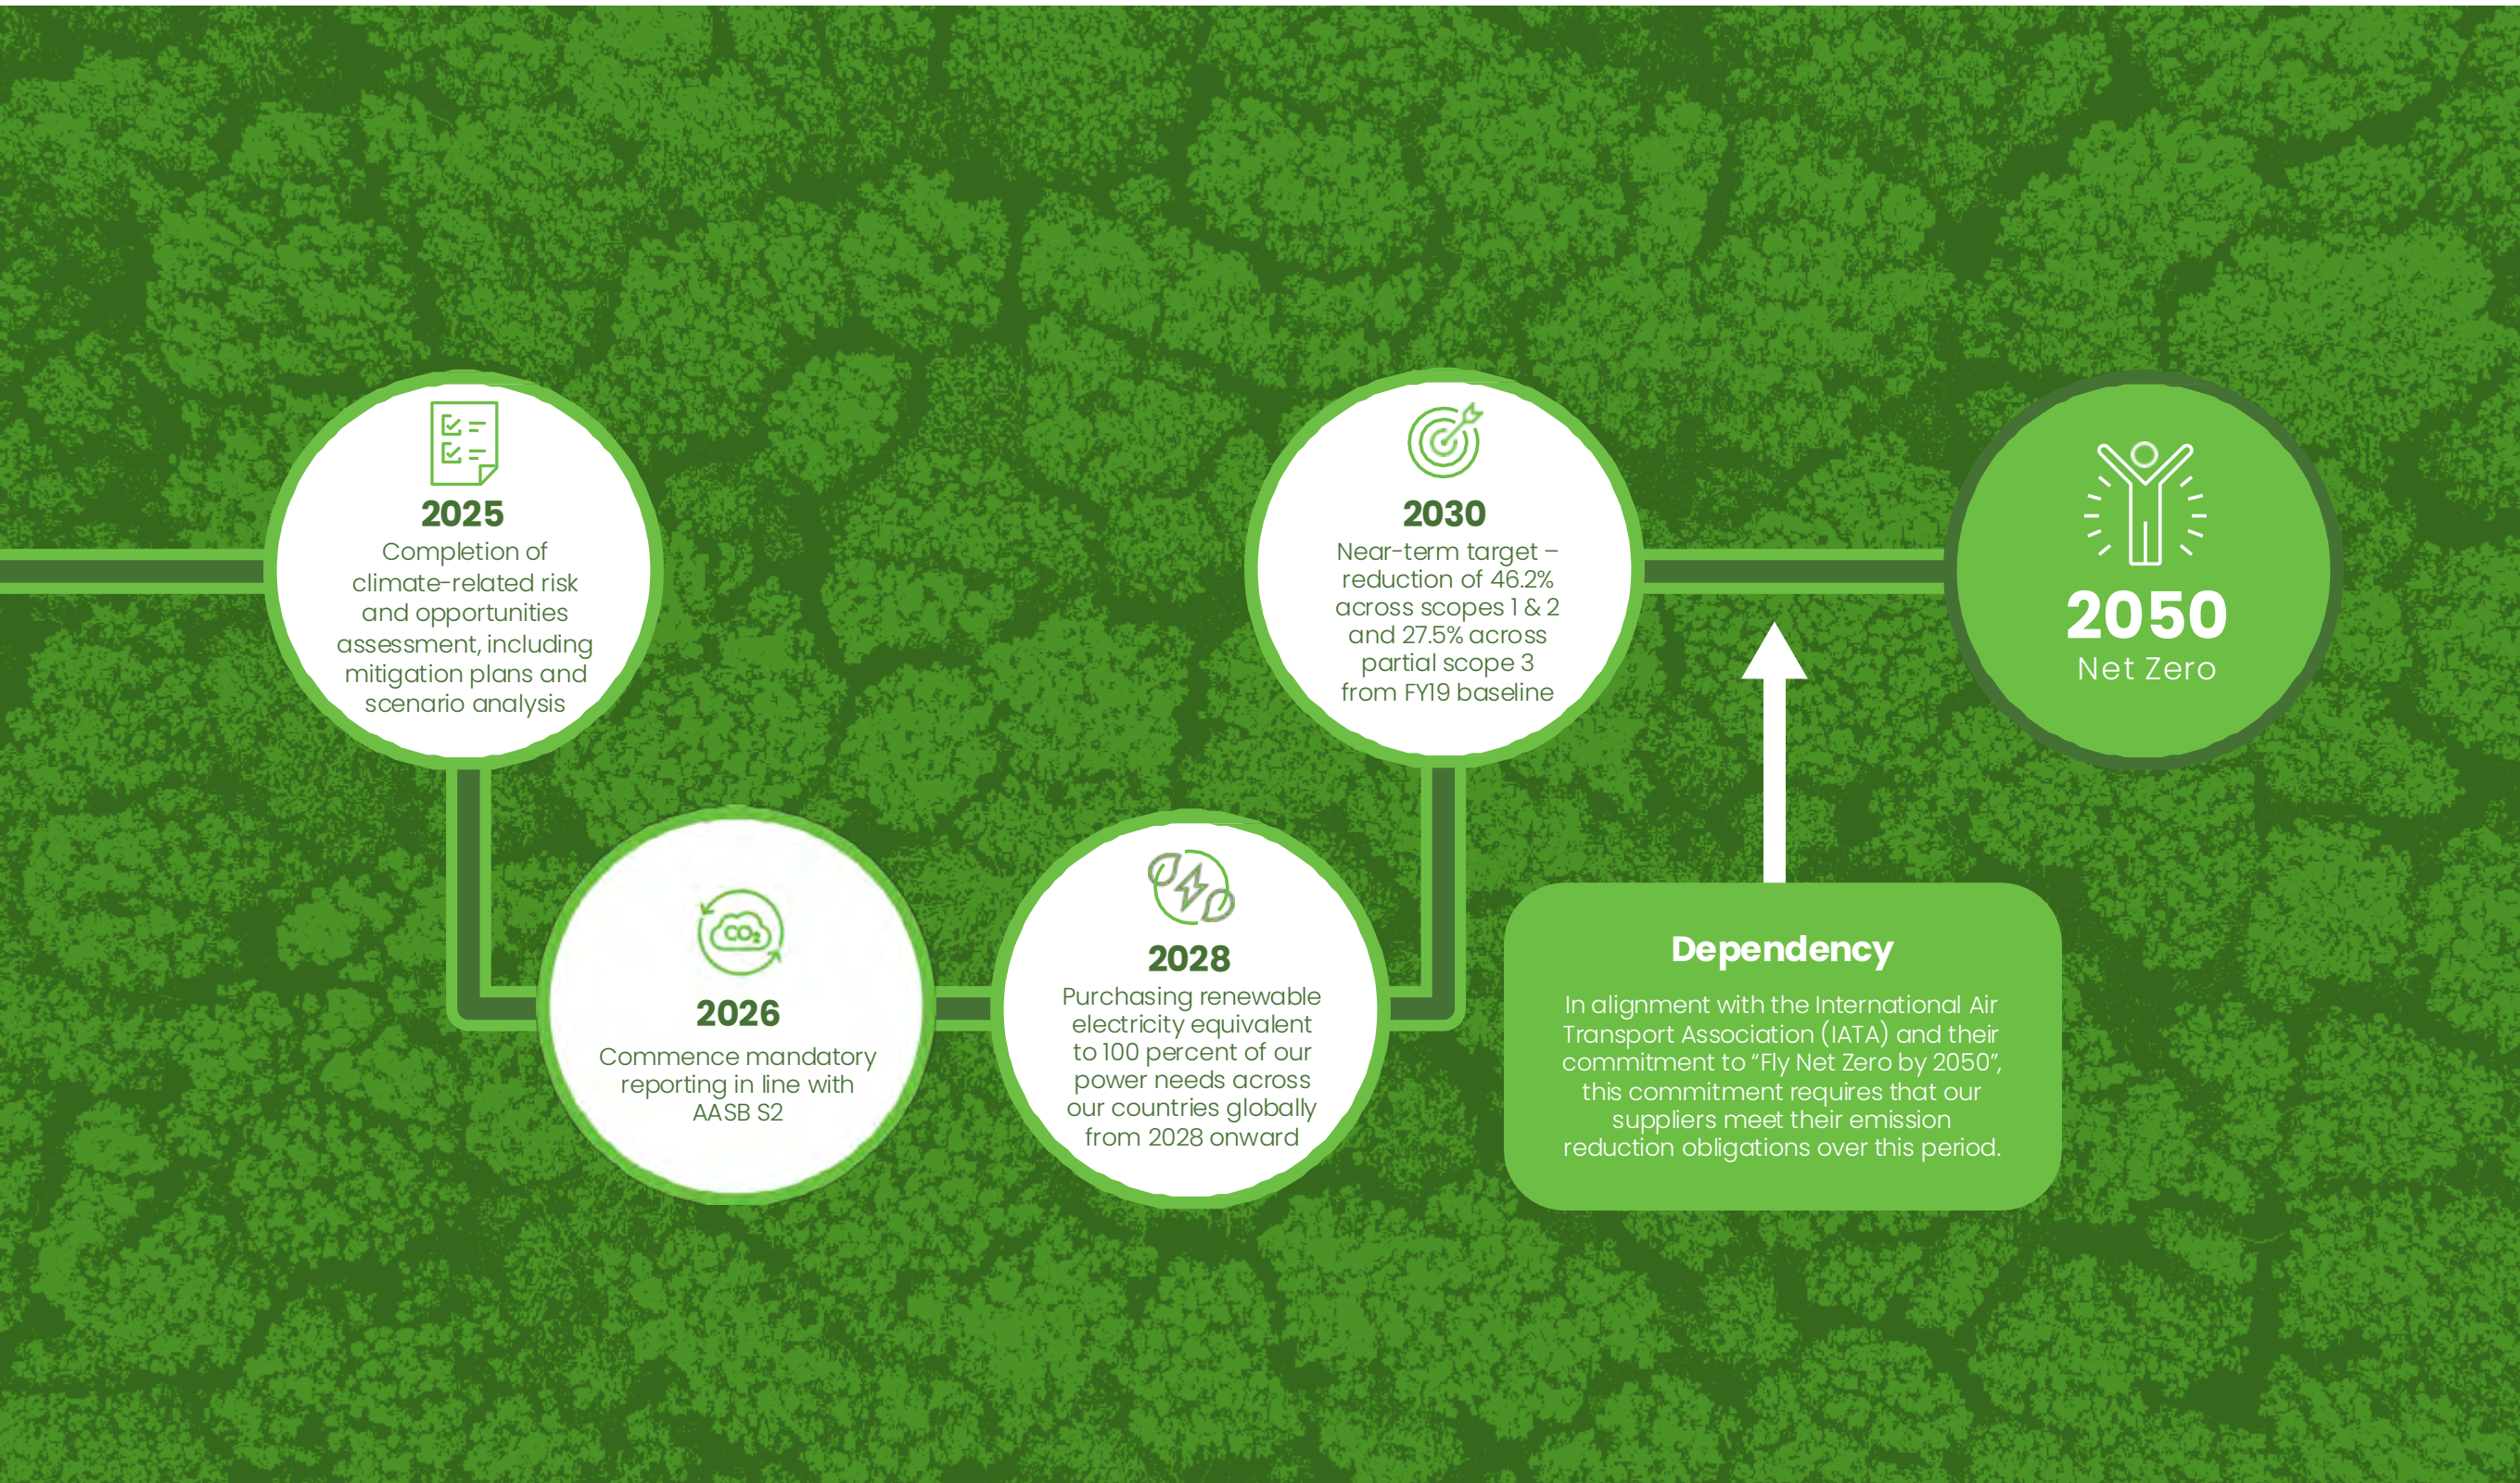 2025
Completion of
climate-related risk
and opportunities
assessment, including
mitigation plans and
scenario analysis
CO₂
2026
Commence mandatory
reporting in line with
AASB S2
2028
Purchasing renewable
electricity equivalent
to 100 percent of our
power needs across
our countries globally
from 2028 onward
2030
Near-term target –
reduction of 46.2%
across scopes 1 & 2
and 27.5% across
partial scope 3
from FY19 baseline
Dependency
In alignment with the International Air
Transport Association (IATA) and their
commitment to “Fly Net Zero by 2050”,
this commitment requires that our
suppliers meet their emission
reduction obligations over this period.
2050
Net Zero